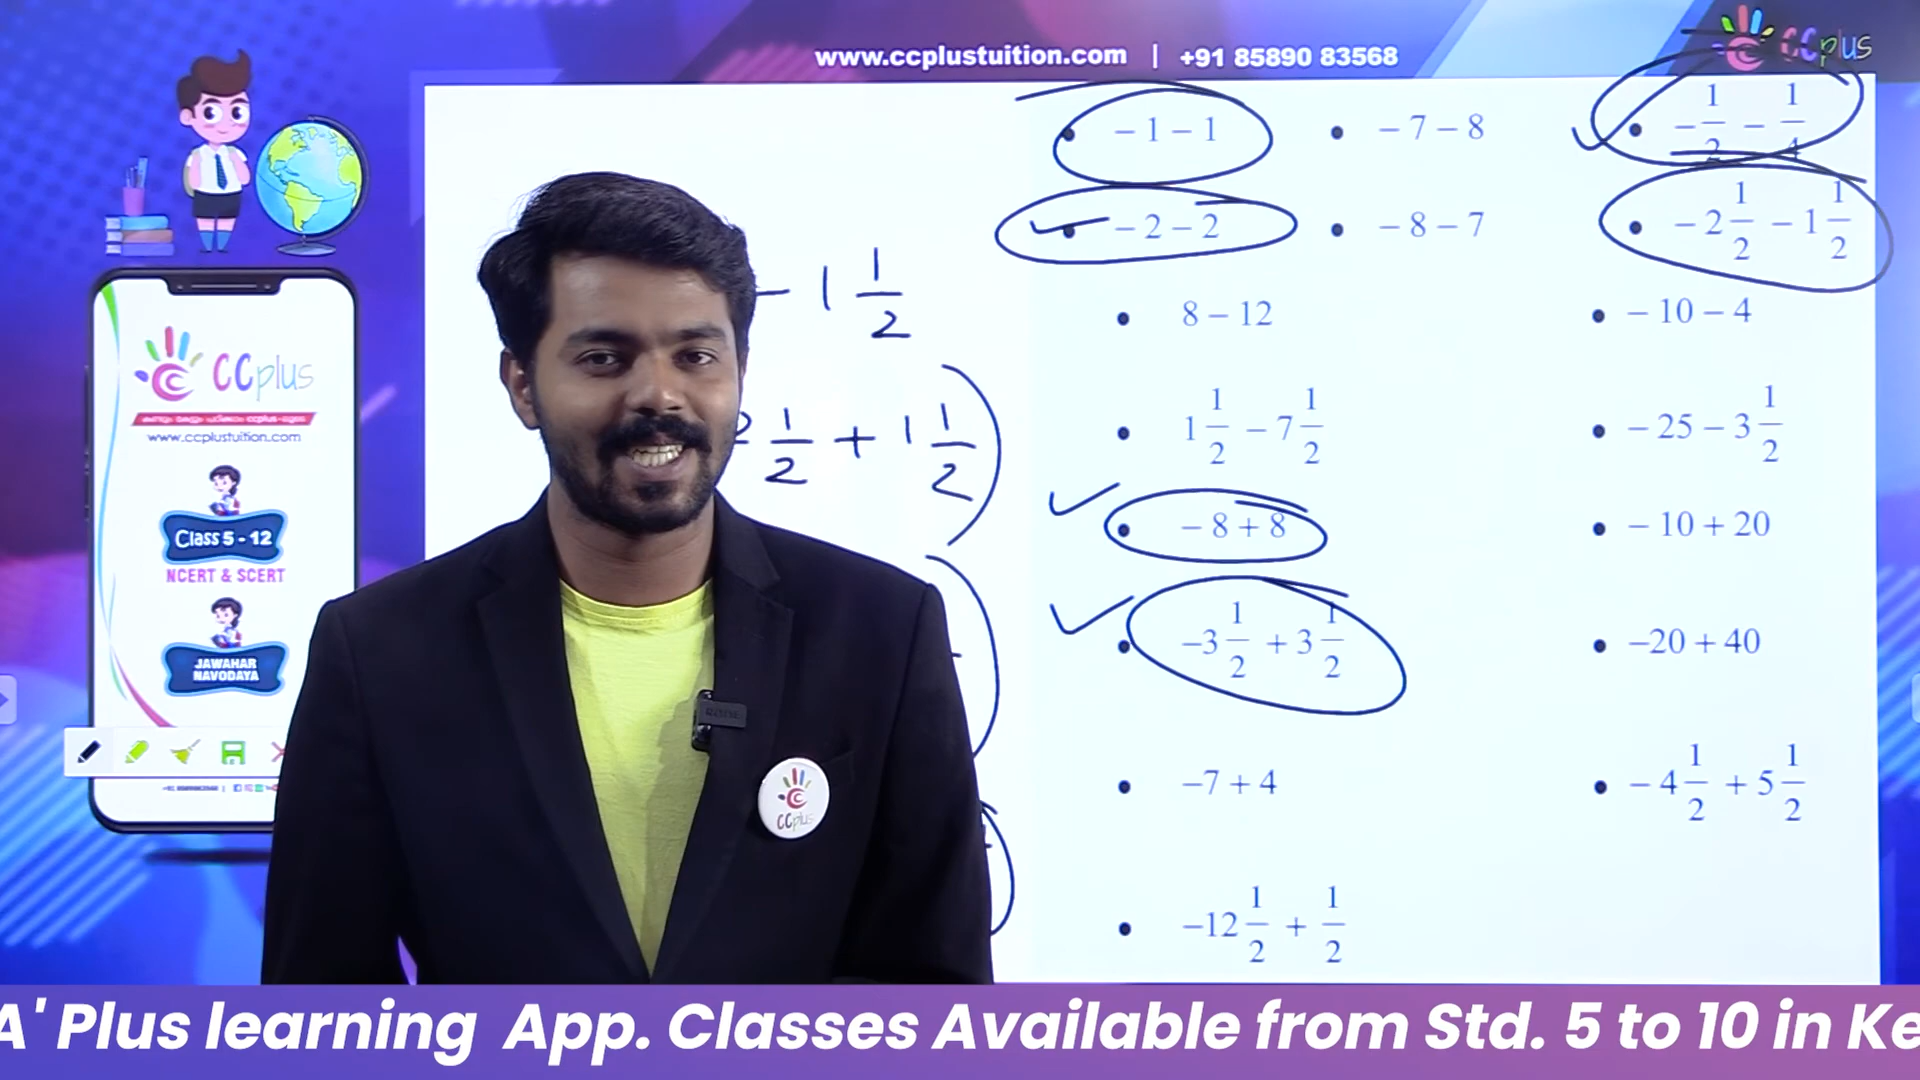 www.ccplustuition.com | +91 85890 83568
CCplus
− 1 − 1
− 7 − 8
− 1/2 − 1/4
− 2 − 2
− 8 − 7
− 2 1/2 − 1 1/2
8 − 12
− 10 − 4
1 1/2 − 7 1/2
− 25 − 3 1/2
− 8 + 8
− 10 + 20
−3 1/2 + 3 1/2
−20 + 40
−7 + 4
− 4 1/2 + 5 1/2
−12 1/2 + 1/2
− 1 1/2
2 1/2 + 1 1/2
CCplus
www.ccplustuition.com
Class 5 - 12
NCERT & SCERT
JAWAHAR
NAVODAYA
CCplus
A' Plus learning App. Classes Available from Std. 5 to 10 in Ke